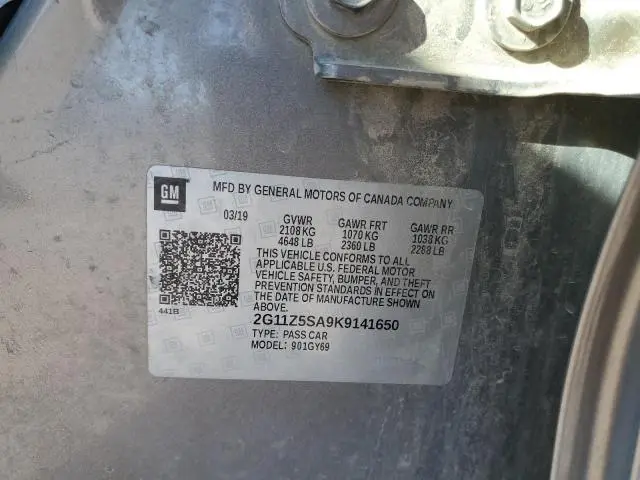 GM
MFD BY GENERAL MOTORS OF CANADA COMPANY
03/19 GVWR GAWR FRT GAWR RR
2108 KG 1070 KG 1038 KG
4648 LB 2360 LB 2288 LB
THIS VEHICLE CONFORMS TO ALL
APPLICABLE U.S. FEDERAL MOTOR
VEHICLE SAFETY, BUMPER, AND THEFT
PREVENTION STANDARDS IN EFFECT ON
THE DATE OF MANUFACTURE SHOWN
ABOVE.
441B
2G11Z5SA9K9141650
TYPE: PASS CAR
MODEL: 901GY69